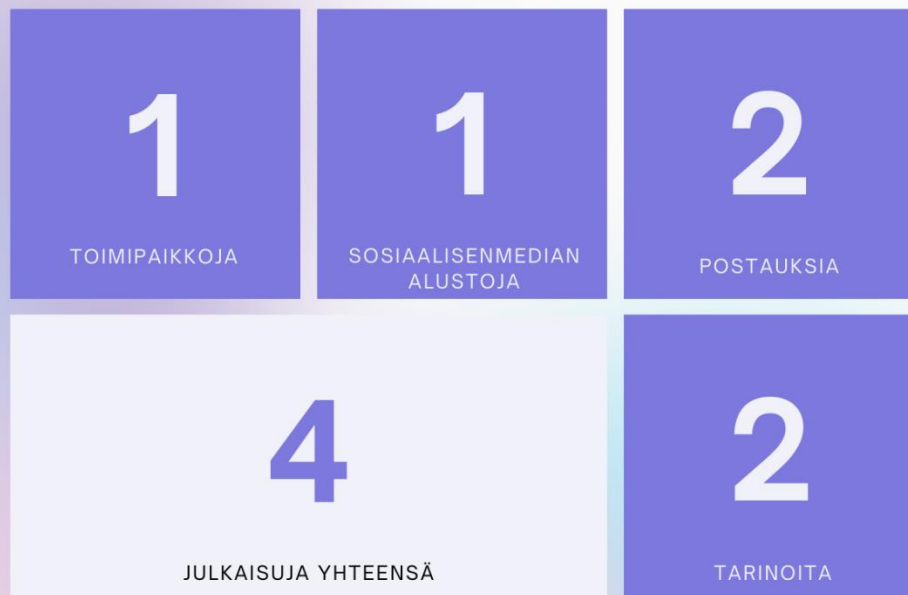 1
TOIMIPAIKKOJA
1
SOSIAALISENMEDIAN
ALUSTOJA
2
POSTAUKSIA
4
JULKAISUJA YHTEENSÄ
2
TARINOITA